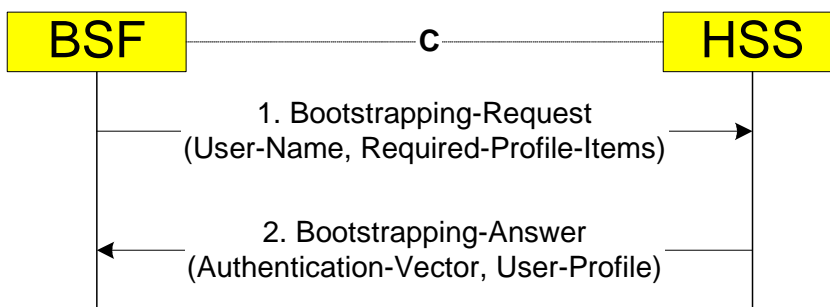 BSF
C
HSS
1. Bootstrapping-Request
(User-Name, Required-Profile-Items)
2. Bootstrapping-Answer
(Authentication-Vector, User-Profile)